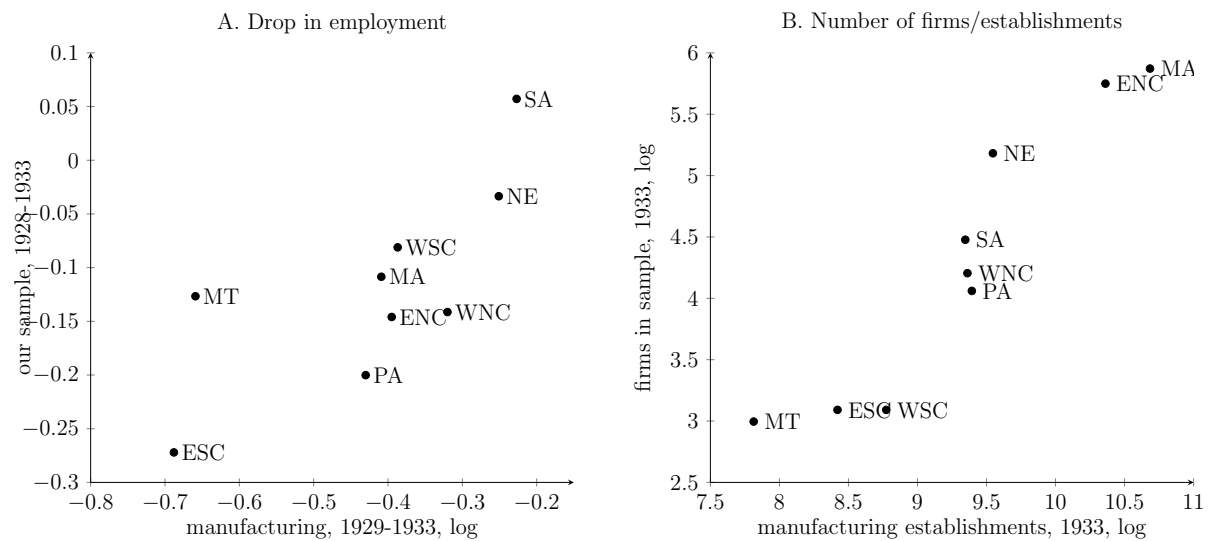 A. Drop in employment
0.1
0.05
0
−0.05
−0.1
−0.15
−0.2
−0.25
−0.3
our sample, 1928-1933
SA
NE
WSC
MA
MT
ENC
WNC
PA
ESC
−0.8
−0.7
−0.6
−0.5
−0.4
−0.3
−0.2
manufacturing, 1929-1933, log
B. Number of firms/establishments
6
5.5
5
4.5
4
3.5
3
2.5
firms in sample, 1933, log
MA
ENC
NE
SA
WNC
PA
MT
ESC
WSC
7.5
8
8.5
9
9.5
10
10.5
11
manufacturing establishments, 1933, log